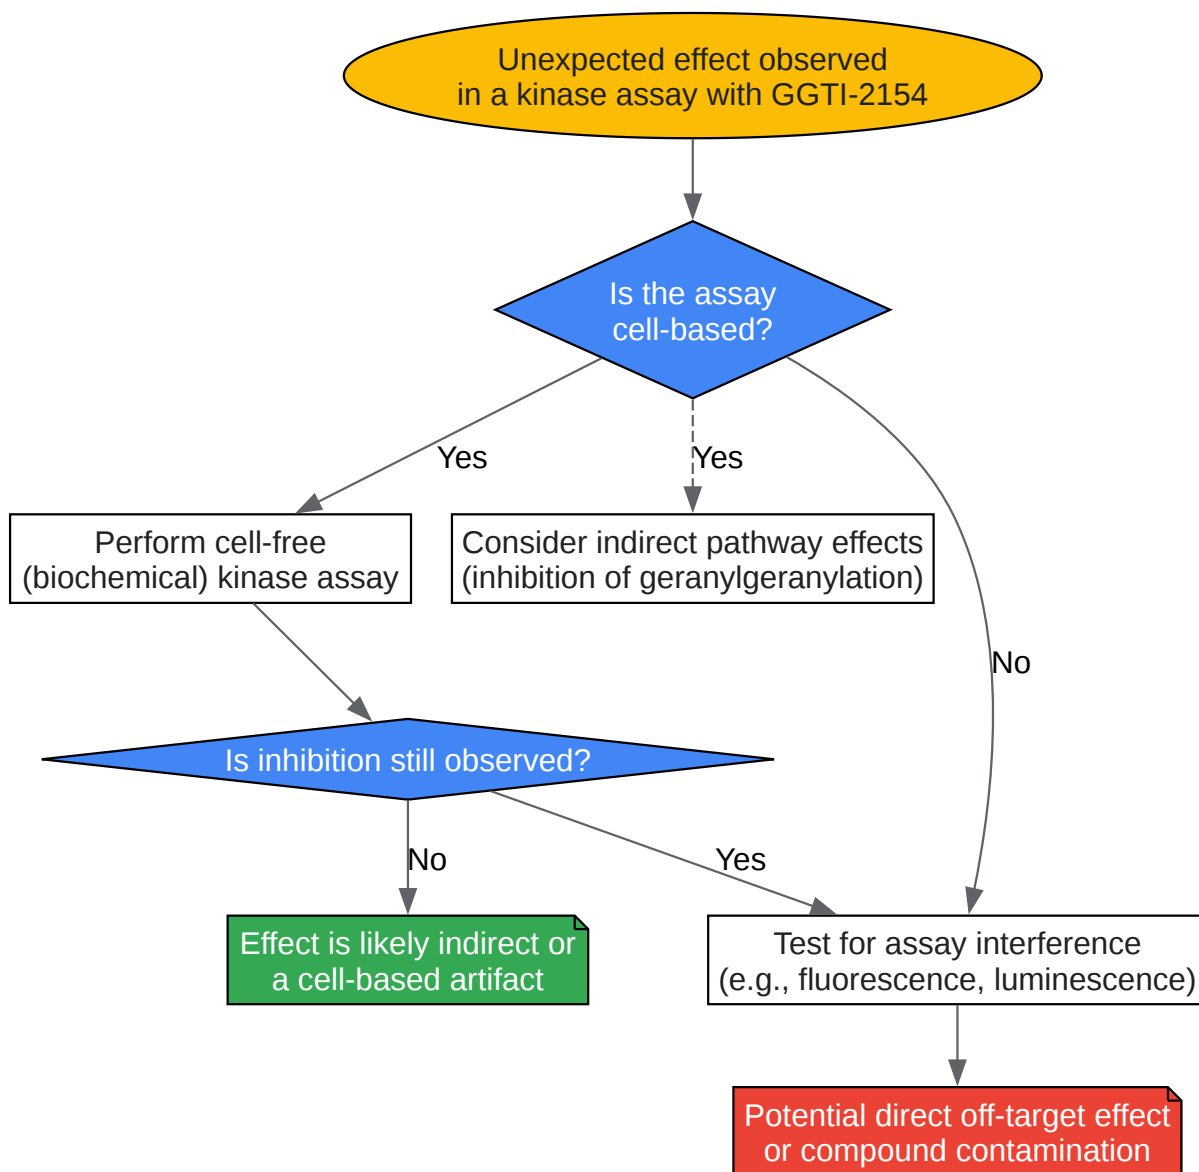 Unexpected effect observed
in a kinase assay with GGTI-2154
Is the assay
cell-based?
Yes
Yes
No
Perform cell-free
(biochemical) kinase assay
Consider indirect pathway effects
(inhibition of geranylgeranylation)
Is inhibition still observed?
No
Yes
Effect is likely indirect or
a cell-based artifact
Test for assay interference
(e.g., fluorescence, luminescence)
Potential direct off-target effect
or compound contamination